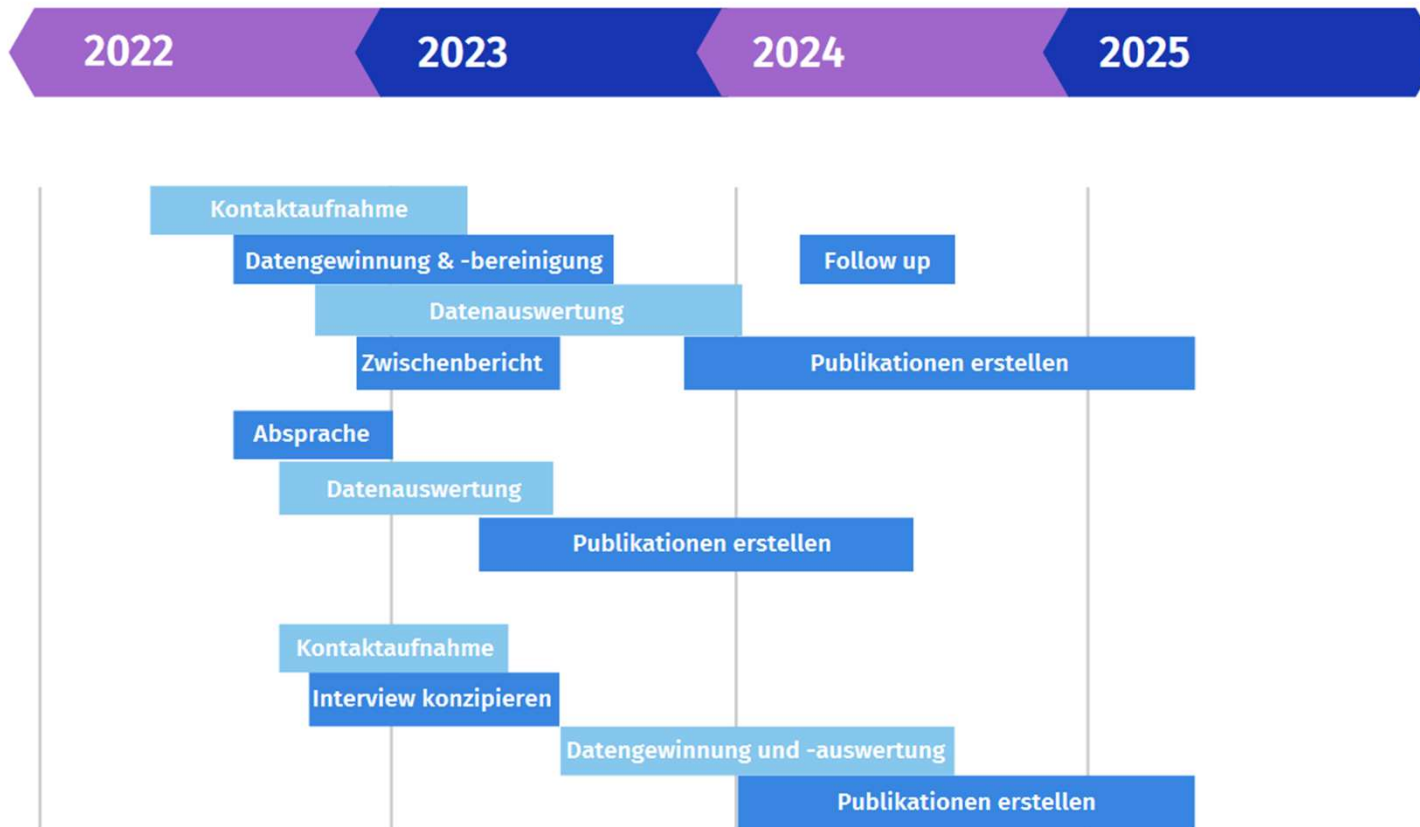 2022
2023
2024
2025
Kontaktaufnahme
Datengewinnung & -bereinigung
Follow up
Datenauswertung
Zwischenbericht
Publikationen erstellen
Absprache
Datenauswertung
Publikationen erstellen
Kontaktaufnahme
Interview konzipieren
Datengewinnung und -auswertung
Publikationen erstellen